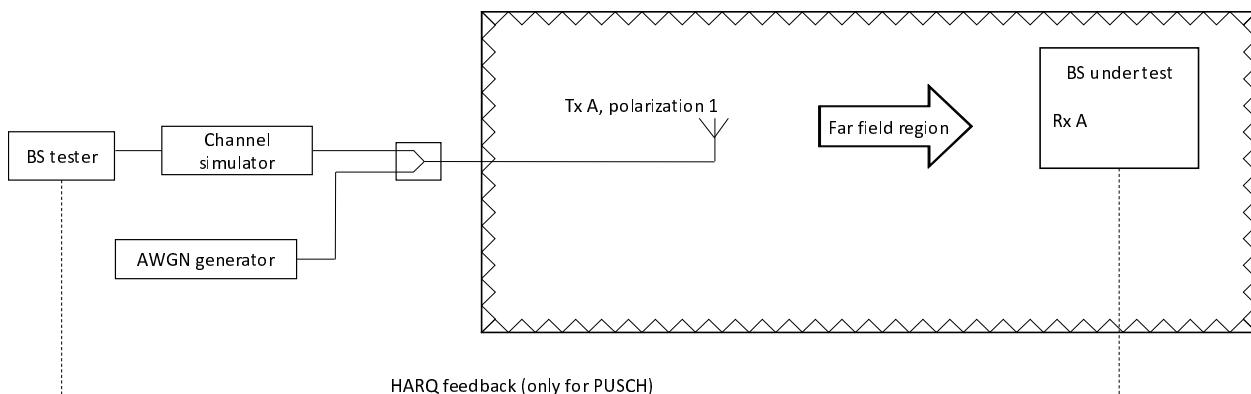 BS tester
Channel
simulator
AWGN generator
Tx A, polarization 1
Far field region
BS under test
Rx A
HARQ feedback (only for PUSCH)